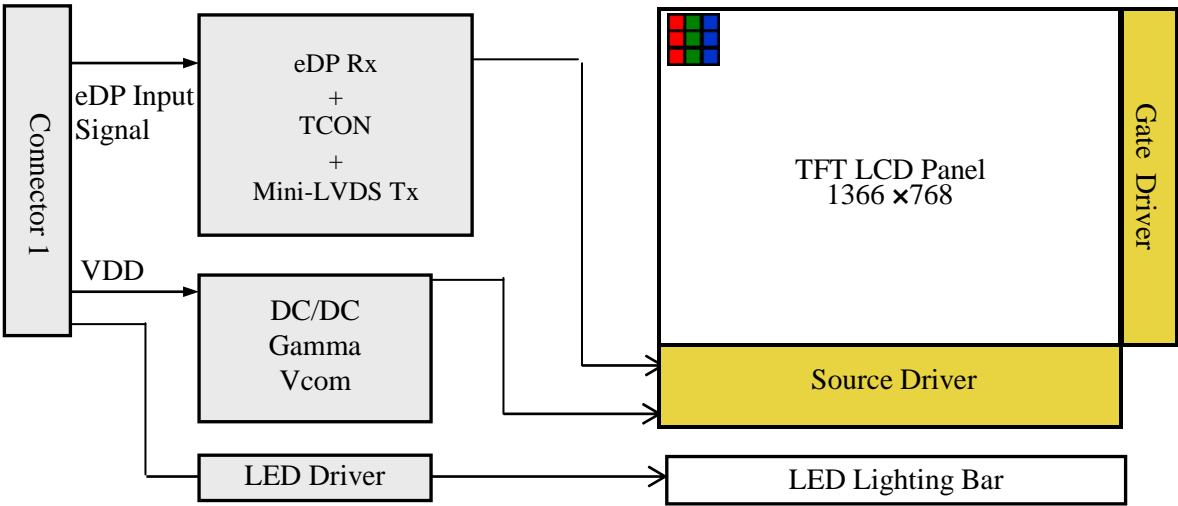 Connector 1
eDP Input
Signal
VDD
eDP Rx
+
TCON
+
Mini-LVDS Tx
DC/DC
Gamma
Vcom
LED Driver
TFT LCD Panel
1366 ×768
Gate Driver
Source Driver
LED Lighting Bar